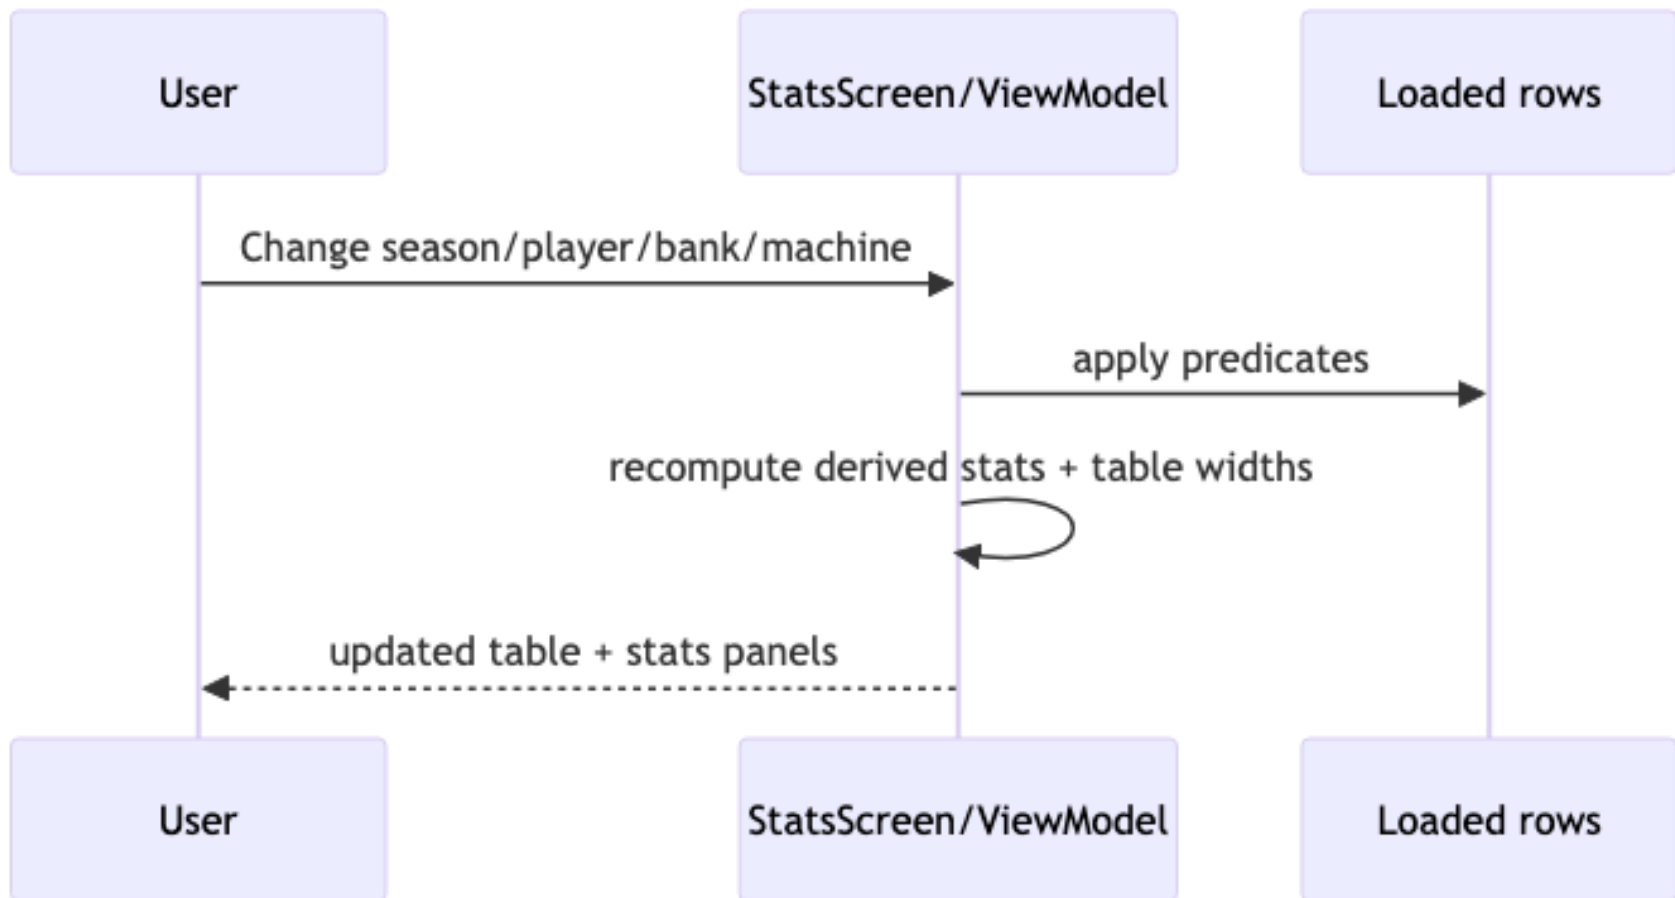 User
StatsScreen/ViewModel
Loaded rows
Change season/player/bank/machine
apply predicates
recompute derived stats + table widths
updated table + stats panels
User
StatsScreen/ViewModel
Loaded rows